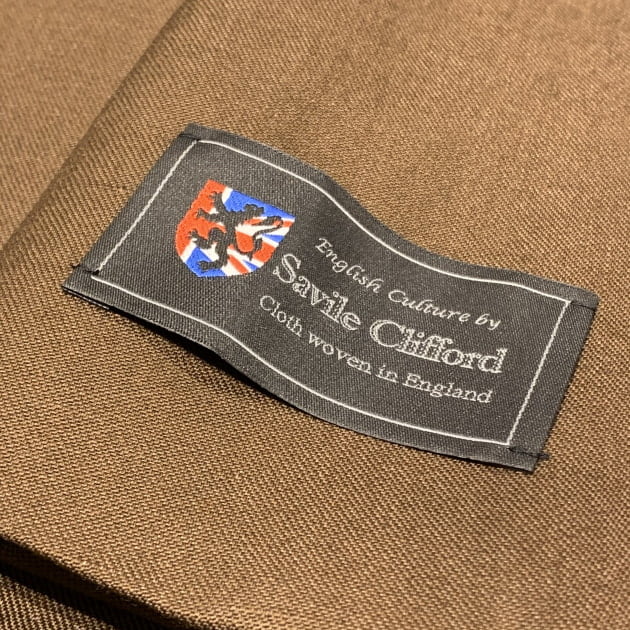 English Culture by
Savile Clifford
Cloth woven in England